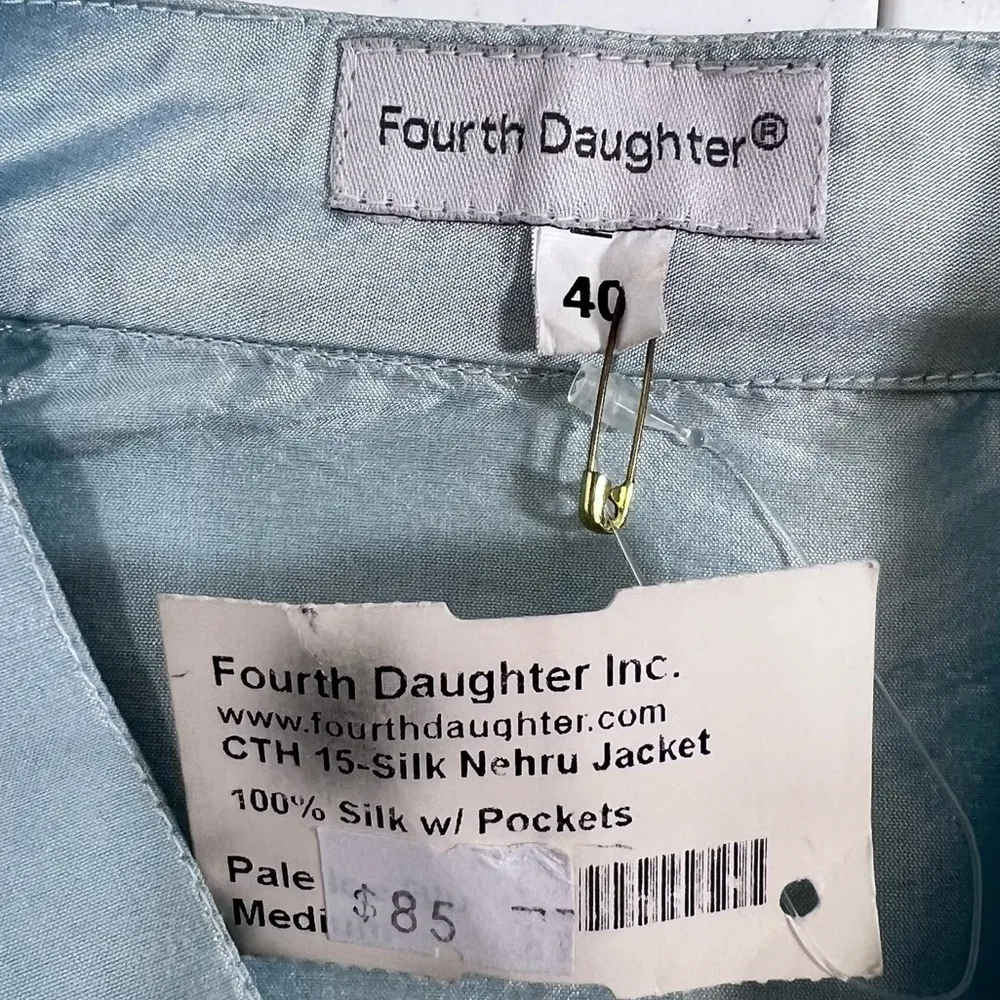 Fourth Daughter®
40
Fourth Daughter Inc.
www.fourthdaughter.com
CTH 15-Silk Nehru Jacket
100% Silk w/ Pockets
Pale
Medi
$85